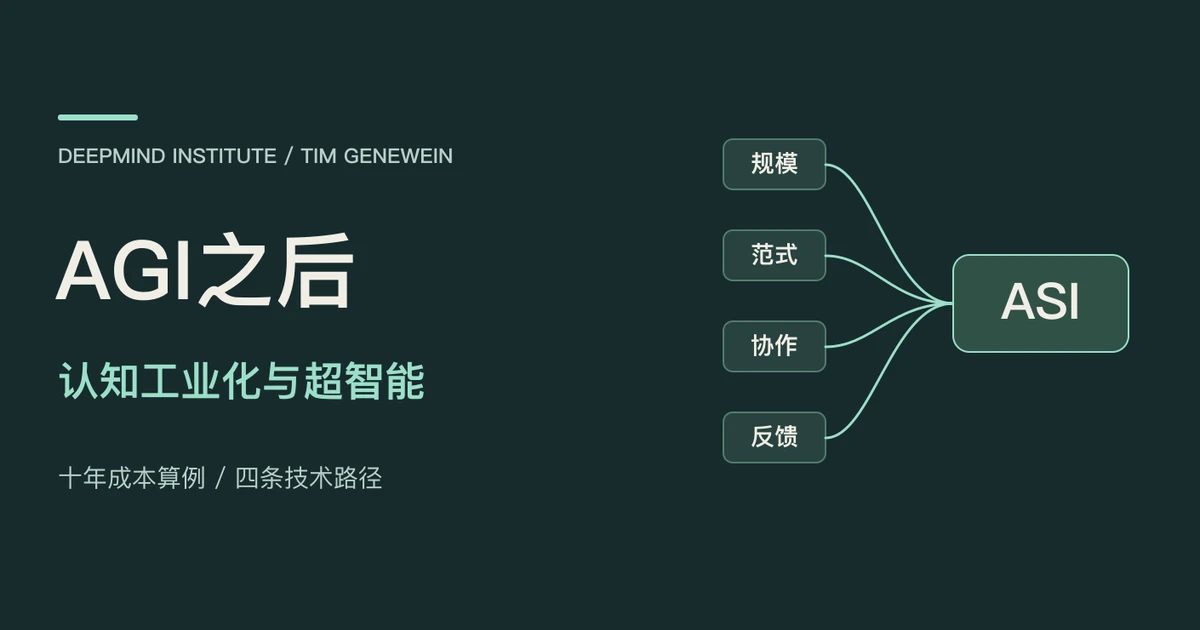 DEEPMIND INSTITUTE / TIM GENEWEIN
AGI之后
认知工业化与超智能
十年成本算例 / 四条技术路径
规模
范式
协作
反馈
ASI